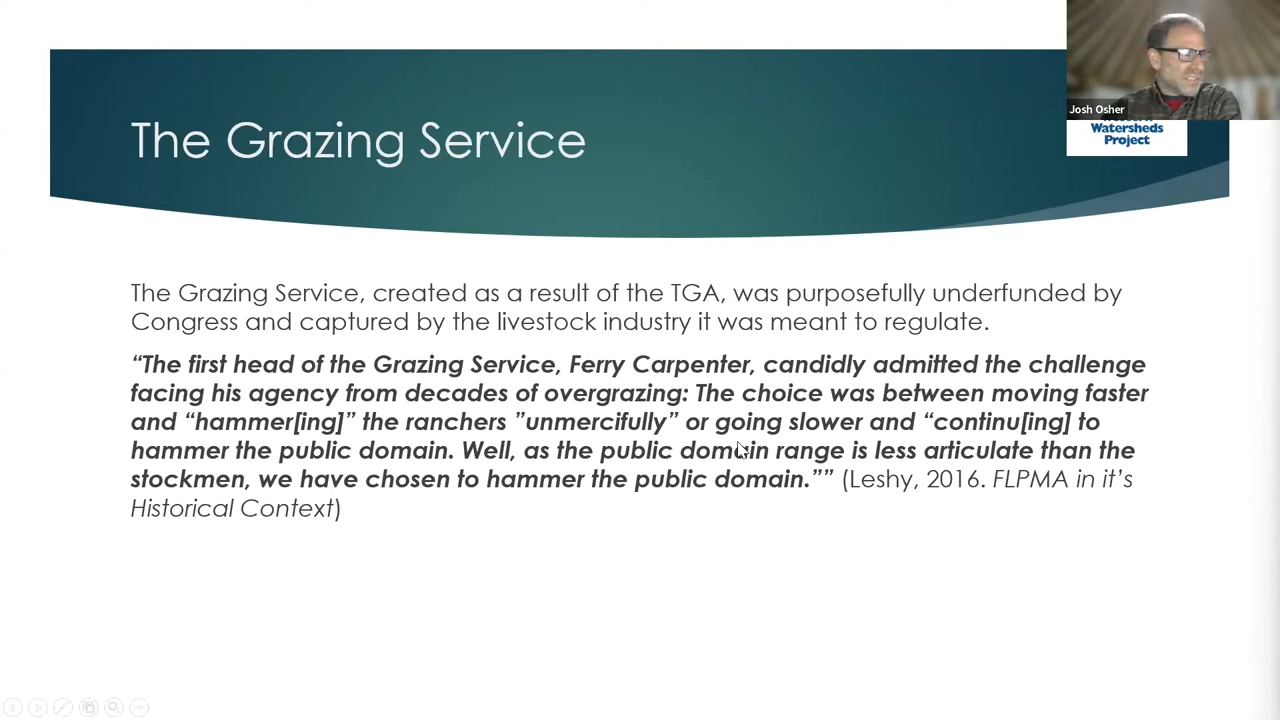 The Grazing Service
Josh Osher
Watersheds
Project
The Grazing Service, created as a result of the TGA, was purposefully underfunded by
Congress and captured by the livestock industry it was meant to regulate.
“The first head of the Grazing Service, Ferry Carpenter, candidly admitted the challenge
facing his agency from decades of overgrazing: The choice was between moving faster
and “hammer[ing]” the ranchers ”unmercifully” or going slower and “continu[ing] to
hammer the public domain. Well, as the public domain range is less articulate than the
stockmen, we have chosen to hammer the public domain.”” (Leshy, 2016. FLPMA in it’s
Historical Context)